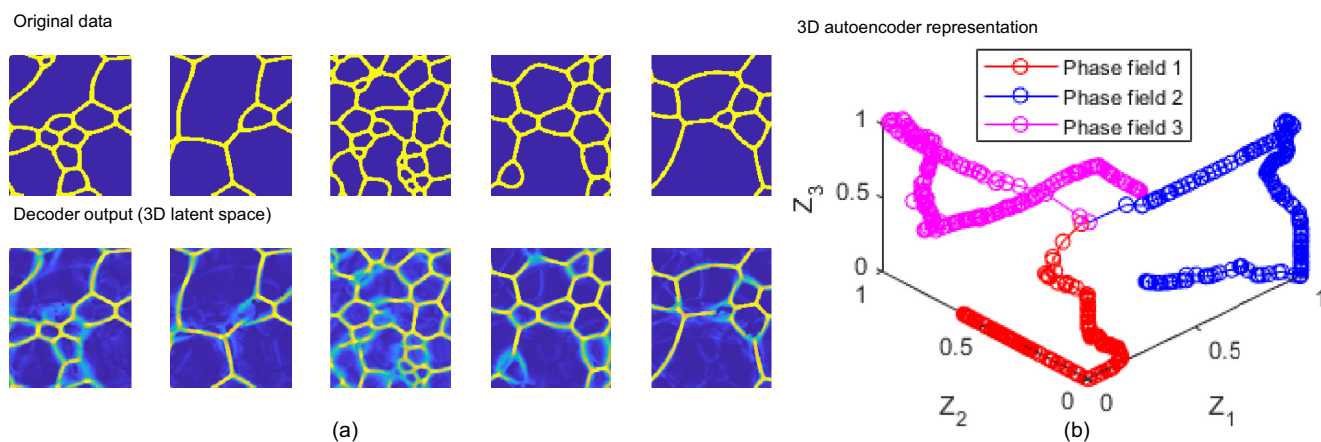 Original data
Decoder output (3D latent space)
(a)
3D autoencoder representation
Phase field 1
Phase field 2
Phase field 3
1
0.5
0
Z3
1
0.5
0
Z2
0
0.5
1
Z1
(b)